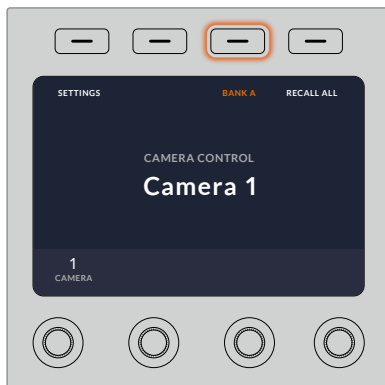 SETTINGS BANK A RECALL ALL
CAMERA CONTROL
Camera 1
1
CAMERA